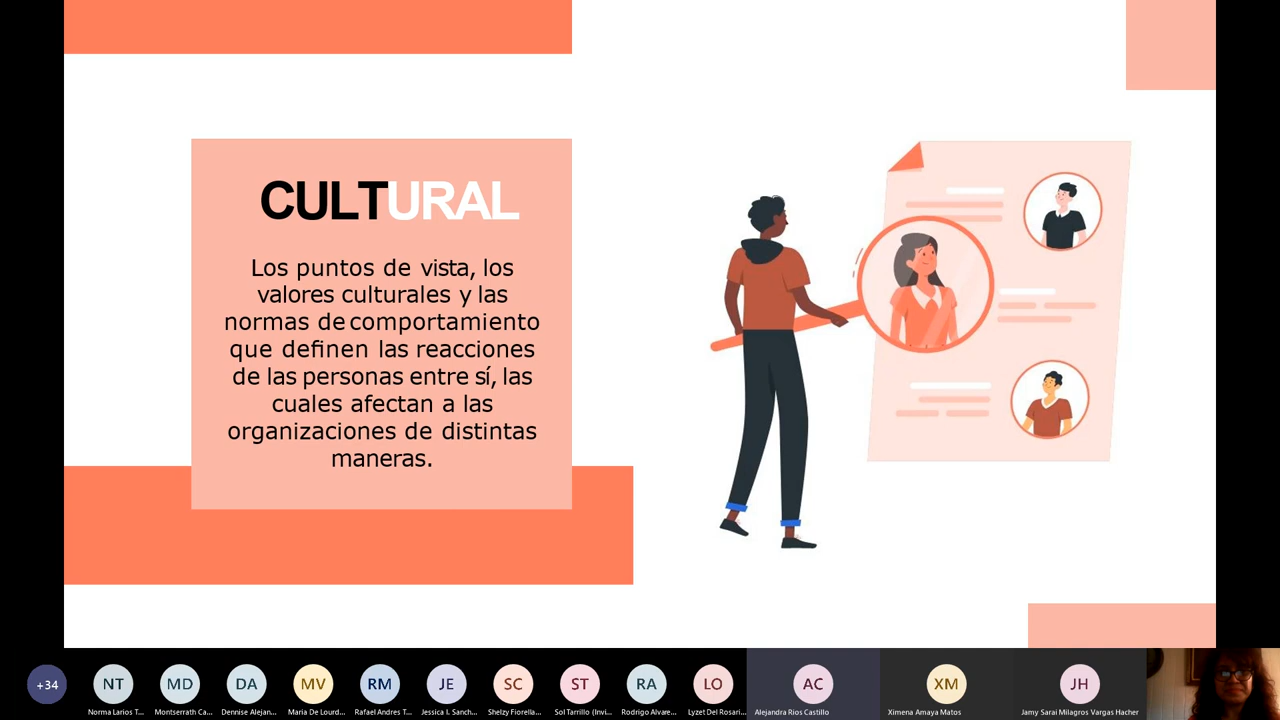 CULTURAL
Los puntos de vista, los
valores culturales y las
normas de comportamiento
que definen las reacciones
de las personas entre sí, las
cuales afectan a las
organizaciones de distintas
maneras.
+34
NT
MD
DA
MV
RM
JE
SC
ST
RA
LO
AC
XM
JH
Norma Larios T...
Montserrath Ca...
Dennise Alejan...
Maria De Lourd...
Rafael Andres T...
Jessica I. Sanch...
Shelzy Fiorella...
Sol Tarrillo (Invi...
Rodrigo Alvare...
Lyzet Del Rosari...
Alejandra Rios Castillo
Ximena Amaya Matos
Jamy Sarai Milagros Vargas Hacher